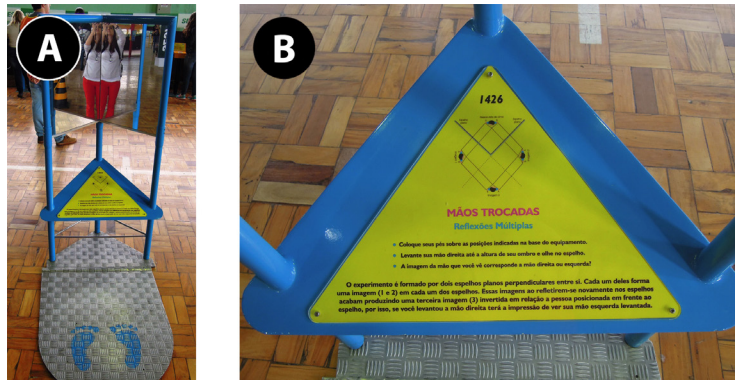 A
B
1426
MÃOS TROCADAS
Reflexões Múltiplas
Coloque seus pés sobre as posições indicadas na base do equipamento.
Levante sua mão direita até a altura de seu ombro e olhe no espelho.
A imagem da mão que você vê corresponde a mão direita ou esquerda?
O experimento é formado por dois espelhos planos perpendiculares entre si. Cada um deles forma
uma imagem (1 e 2) em cada um dos espelhos. Essas imagens ao refletirem-se novamente nos espelhos
acabam produzindo uma terceira imagem (3) invertida em relação a pessoa posicionada em frente ao
espelho, por isso, se você levantou a mão direita terá a impressão de ver sua mão esquerda levantada.